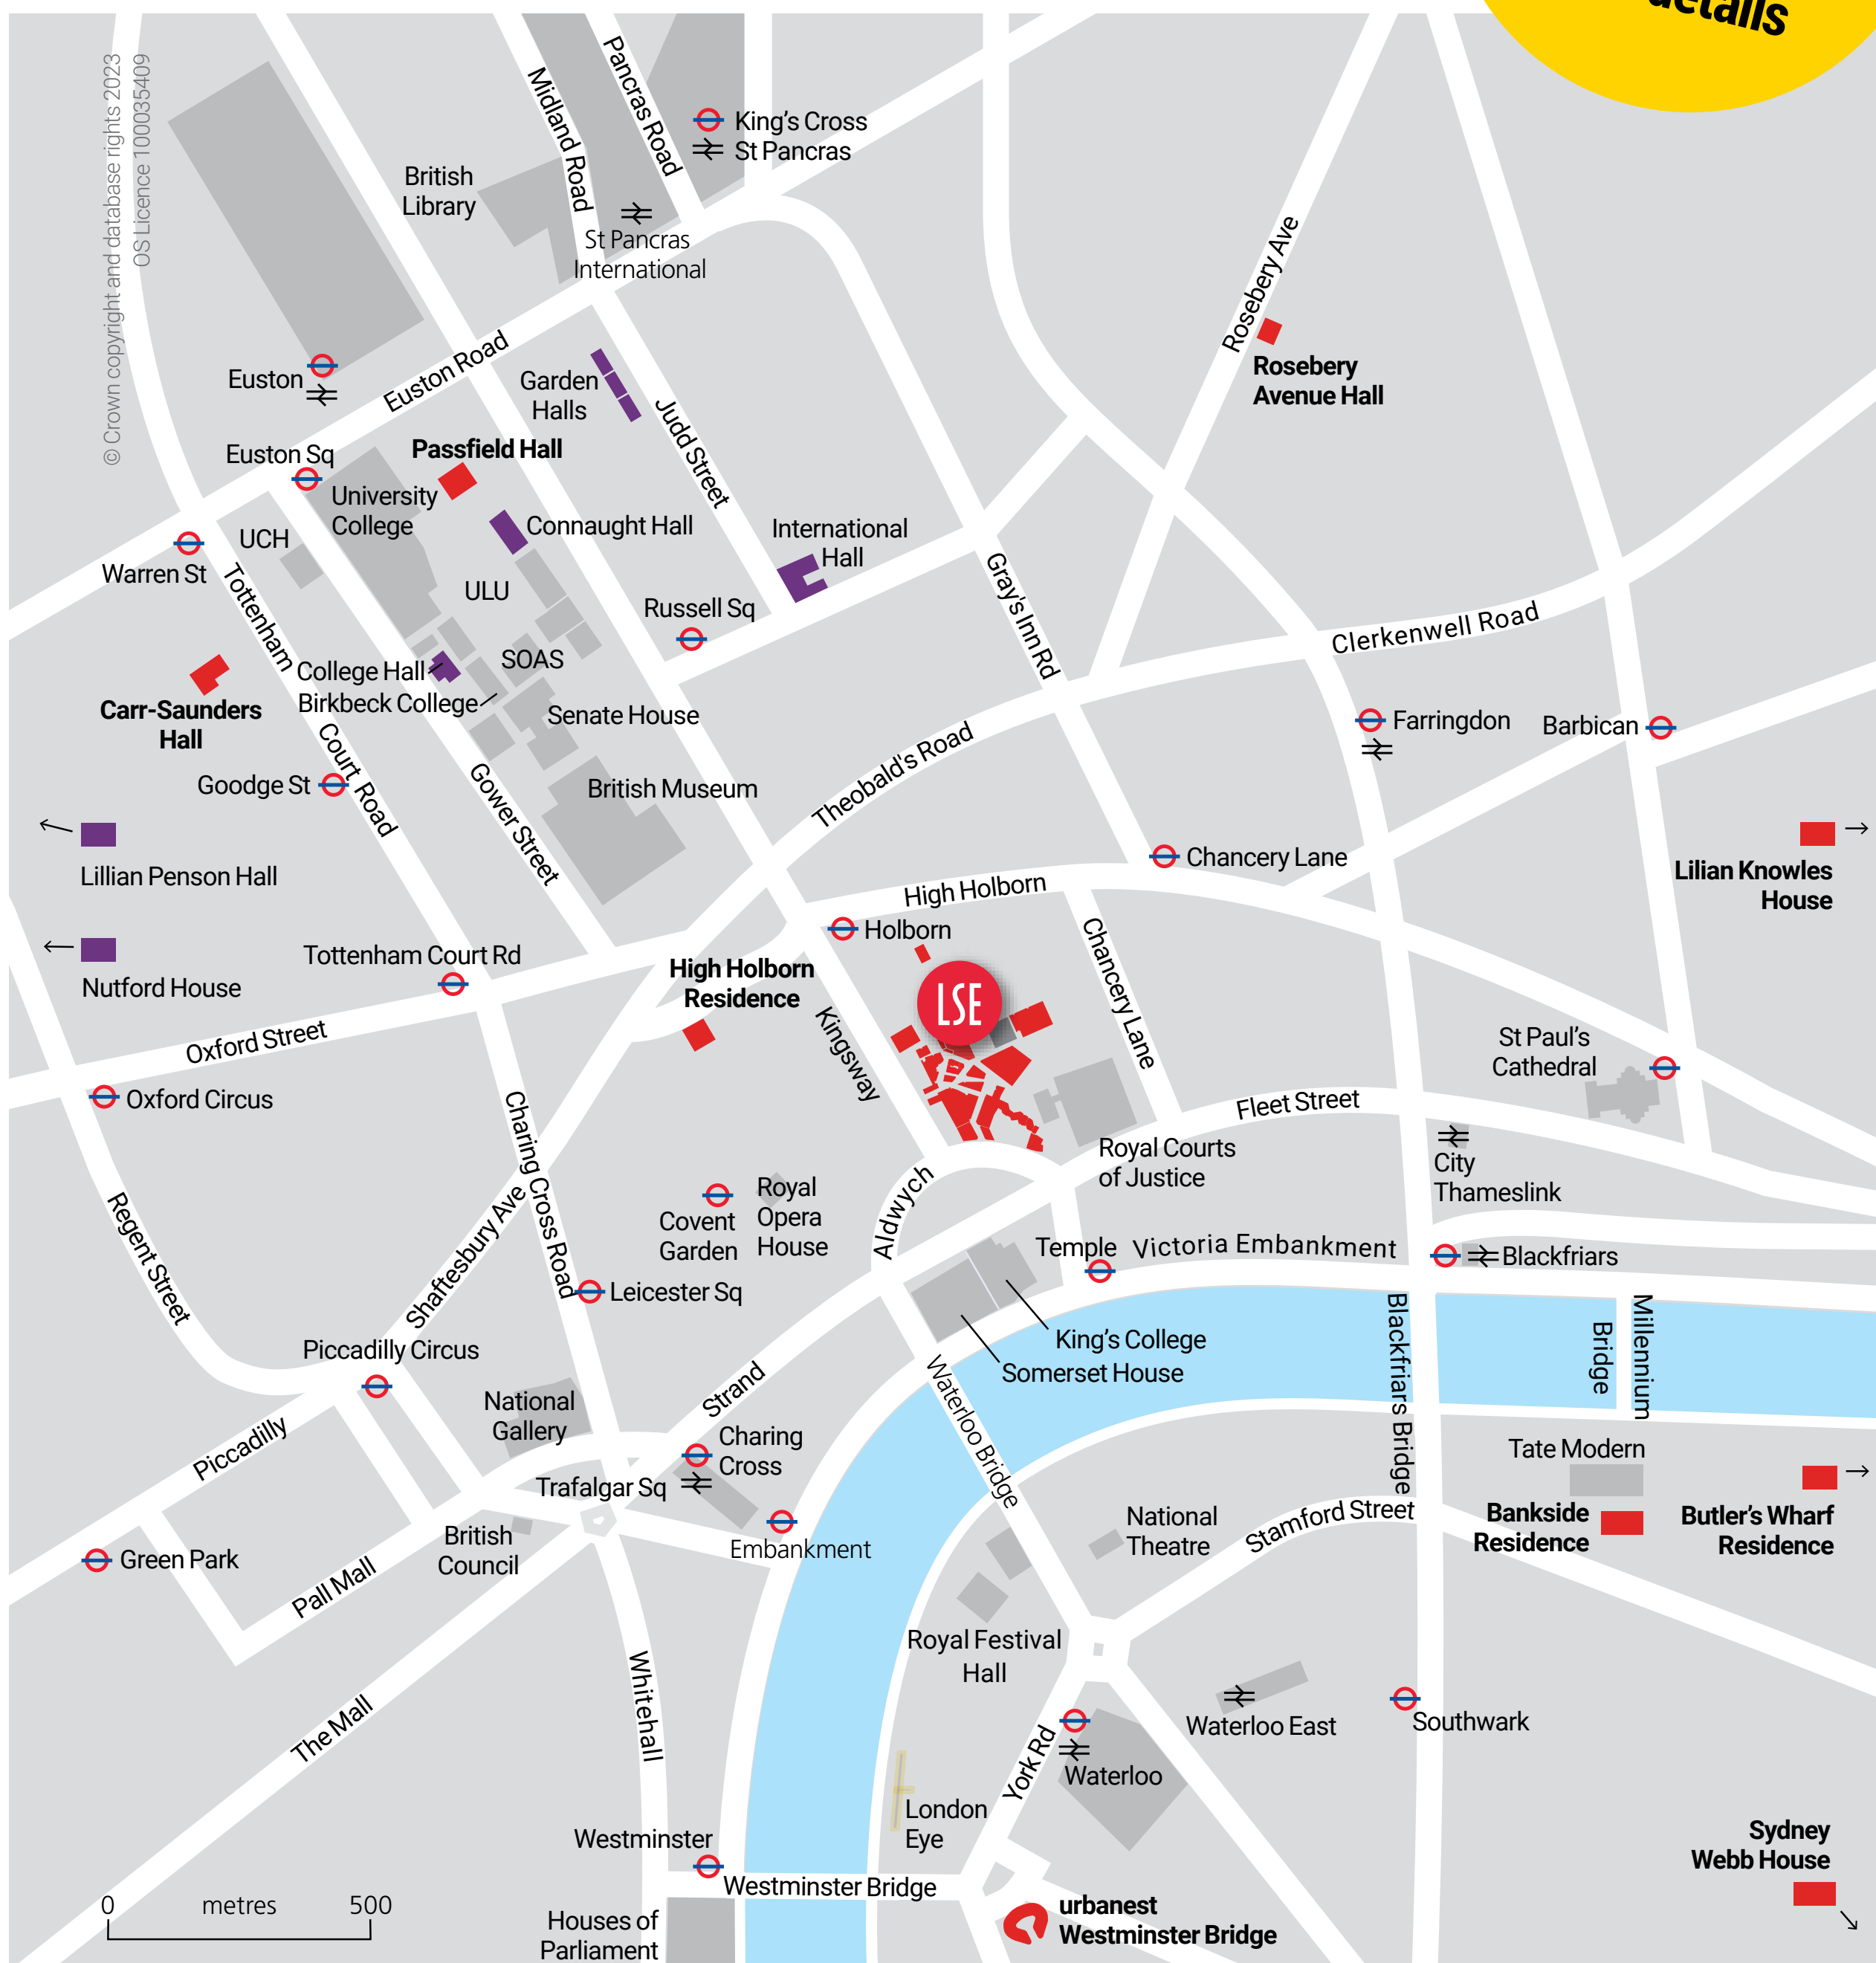 details
© Crown copyright and database rights 2023
OS Licence 100035409
Midland Road
Pancras Road
King's Cross
St Pancras
British
Library
St Pancras
International
Rosebery Ave
Rosebery
Avenue Hall
Euston
Euston Road
Garden
Halls
Judd Street
Passfield Hall
Euston Sq
University
College
UCH
Connaught Hall
International
Hall
Warren St
Tottenham
Court Road
ULU
Russell Sq
Gray's Inn Rd
Clerkenwell Road
College Hall
SOAS
Birkbeck College
Senate House
Carr-Saunders
Hall
Farringdon
Barbican
Goodge St
Gower Street
British Museum
Theobald's Road
Lillian Penson Hall
Chancery Lane
Lilian Knowles
House
High Holborn
Holborn
Chancery Lane
Nutford House
Tottenham Court Rd
High Holborn
Residence
LSE
Kingsway
Oxford Street
Oxford Circus
St Paul's
Cathedral
Charing Cross Road
Fleet Street
Royal Courts
of Justice
City
Thameslink
Regent Street
Shaftesbury Ave
Covent
Garden
Royal
Opera
House
Aldwych
Temple
Victoria Embankment
Blackfriars
Leicester Sq
King's College
Somerset House
Blackfriars Bridge
Millennium
Bridge
Piccadilly Circus
Piccadilly
National
Gallery
Strand
Waterloo Bridge
Charing
Cross
Trafalgar Sq
Tate Modern
Bankside
Residence
Butler's Wharf
Residence
National
Theatre
Stamford Street
Green Park
British
Council
Embankment
Pall Mall
Royal Festival
Hall
The Mall
Whitehall
Waterloo East
Southwark
York Rd
Waterloo
London
Eye
Westminster
Sydney
Webb House
Westminster Bridge
0 metres 500
Houses of
Parliament
urbanest
Westminster Bridge